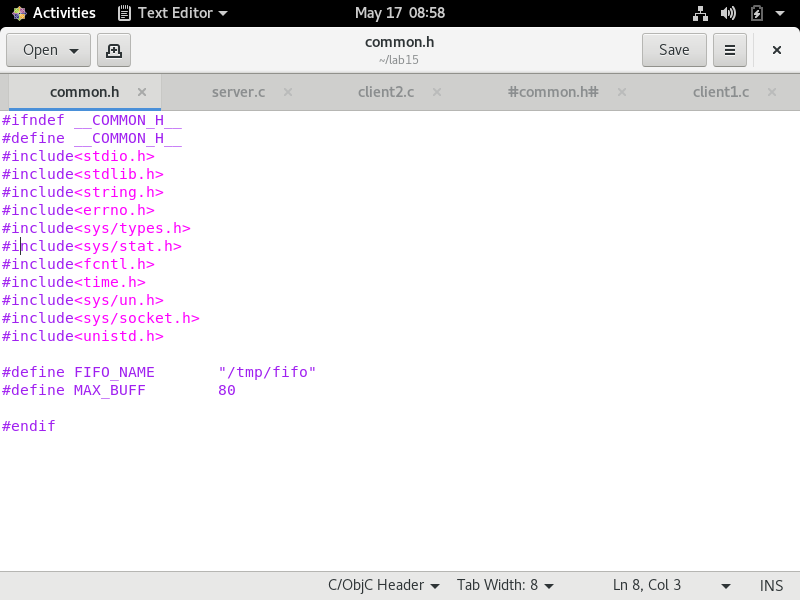 Activities Text Editor May 17 08:58
Open common.h Save
~/lab15
common.h server.c client2.c #common.h# client1.c
#ifndef __COMMON_H__
#define __COMMON_H__
#include<stdio.h>
#include<stdlib.h>
#include<string.h>
#include<errno.h>
#include<sys/types.h>
#include<sys/stat.h>
#include<fcntl.h>
#include<time.h>
#include<sys/un.h>
#include<sys/socket.h>
#include<unistd.h>
#define FIFO_NAME "/tmp/fifo"
#define MAX_BUFF 80
#endif
C/ObjC Header Tab Width: 8 Ln 8, Col 3 INS